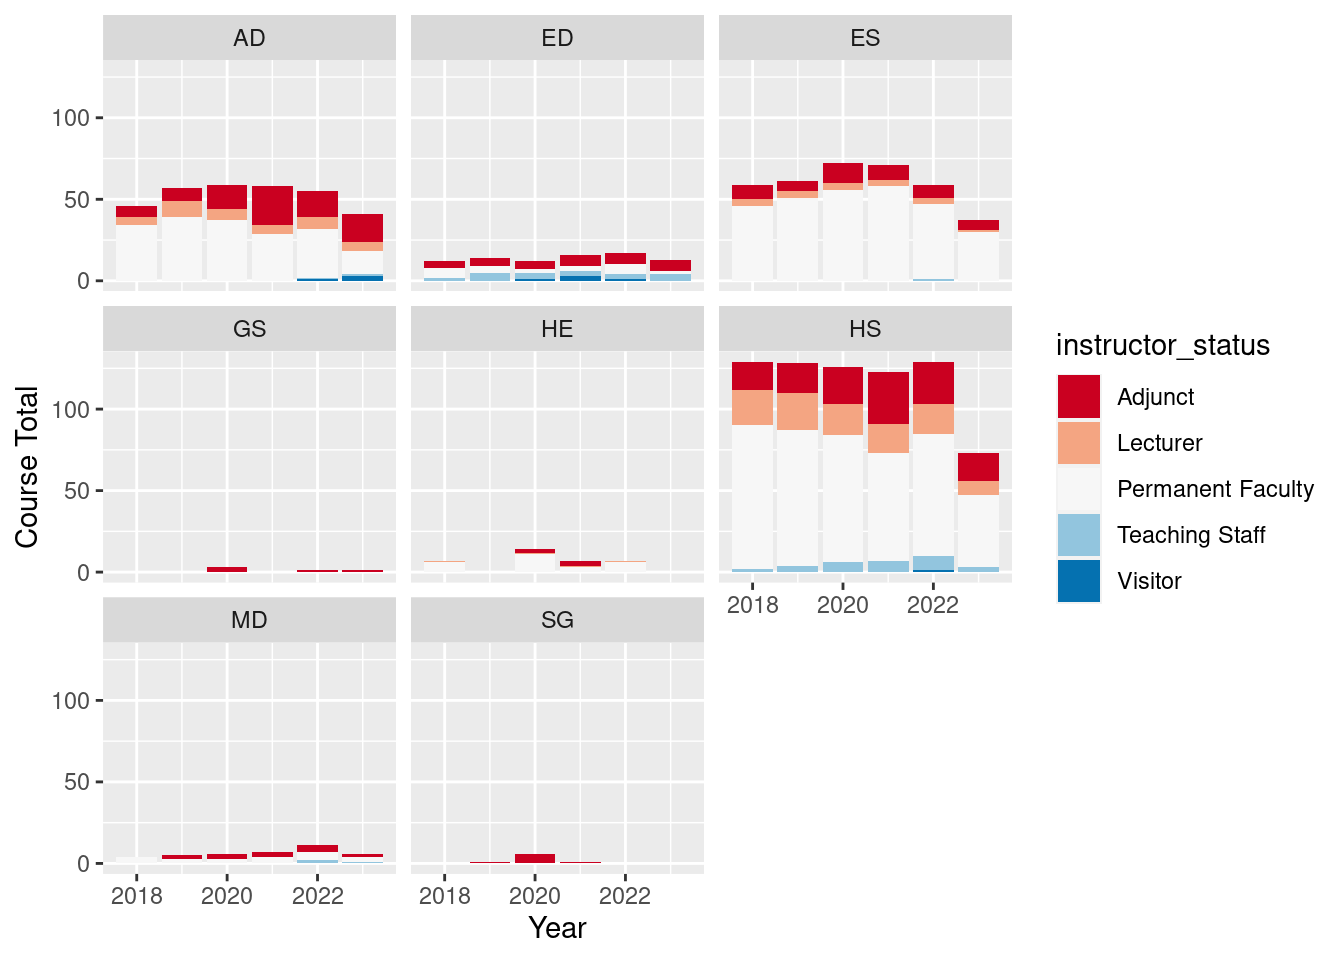 AD ED ES
100
50
0
GS HE HS
100
50
0
2018 2020 2022
MD SG
100
50
0
2018 2020 2022 2018 2020 2022
Year
Course Total
instructor_status
Adjunct
Lecturer
Permanent Faculty
Teaching Staff
Visitor